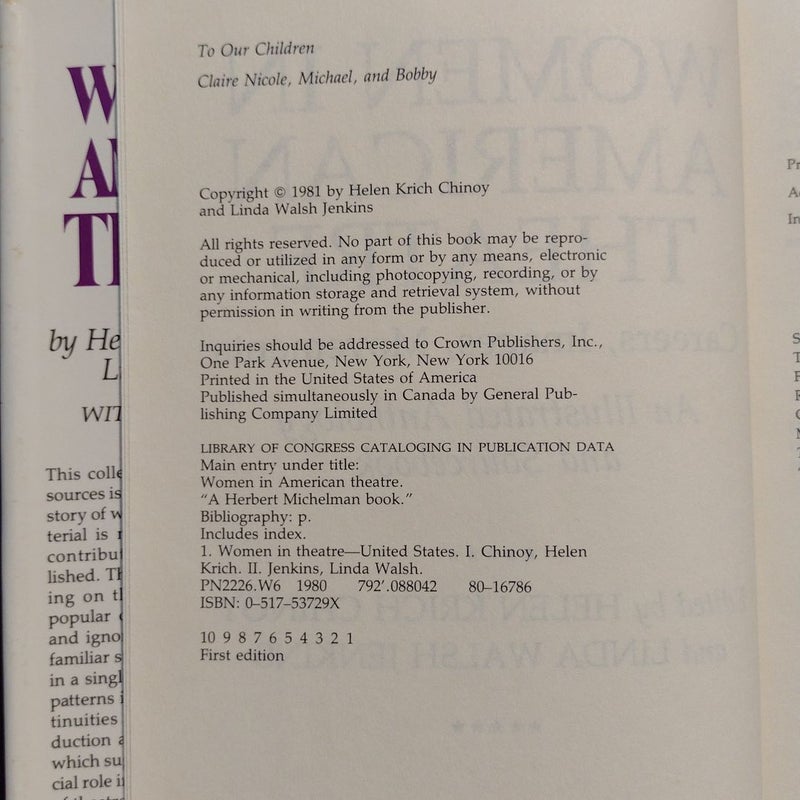 To Our Children
Claire Nicole, Michael, and Bobby
Copyright © 1981 by Helen Krich Chinoy
and Linda Walsh Jenkins
All rights reserved. No part of this book may be repro-
duced or utilized in any form or by any means, electronic
or mechanical, including photocopying, recording, or by
any information storage and retrieval system, without
permission in writing from the publisher.
Inquiries should be addressed to Crown Publishers, Inc.,
One Park Avenue, New York, New York 10016
Printed in the United States of America
Published simultaneously in Canada by General Pub-
lishing Company Limited
LIBRARY OF CONGRESS CATALOGING IN PUBLICATION DATA
Main entry under title:
Women in American theatre.
“A Herbert Michelman book.”
Bibliography: p.
Includes index.
1. Women in theatre—United States. I. Chinoy, Helen
Krich. II. Jenkins, Linda Walsh.
PN2226.W6 1980 792′.088042 80–16786
ISBN: 0–517–53729X
10 9 8 7 6 5 4 3 2 1
First edition
by He
L
This colle
sources is
story of w
terial is
contribu
lished. Th
ing on t
popular
and igno
familiar s
in a singl
patterns i
tinuities
duction a
which su
cial role i